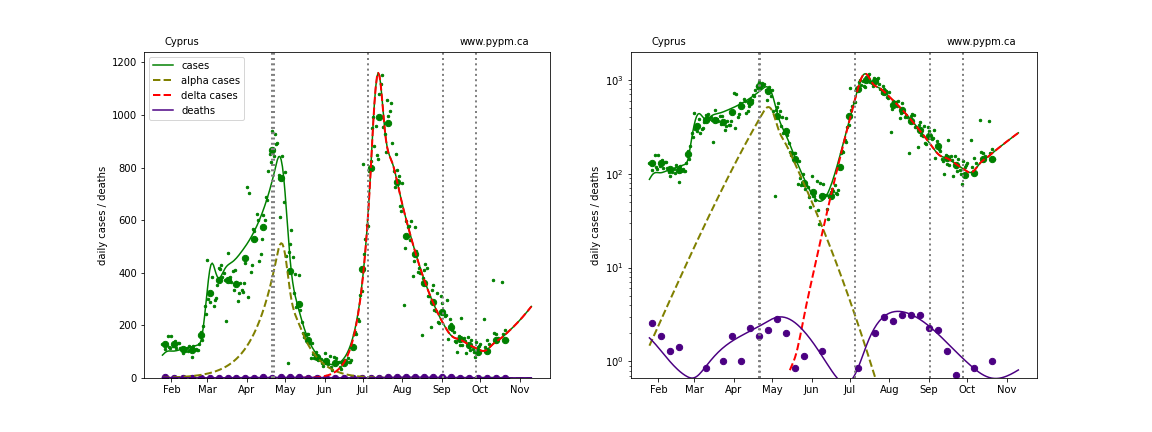 Cyprus www.pypm.ca
1200
1000
800
600
400
200
0
daily cases / deaths
cases
alpha cases
delta cases
deaths
Feb Mar Apr May Jun Jul Aug Sep Oct Nov
Cyprus www.pypm.ca
10³
10²
10¹
10⁰
daily cases / deaths
Feb Mar Apr May Jun Jul Aug Sep Oct Nov